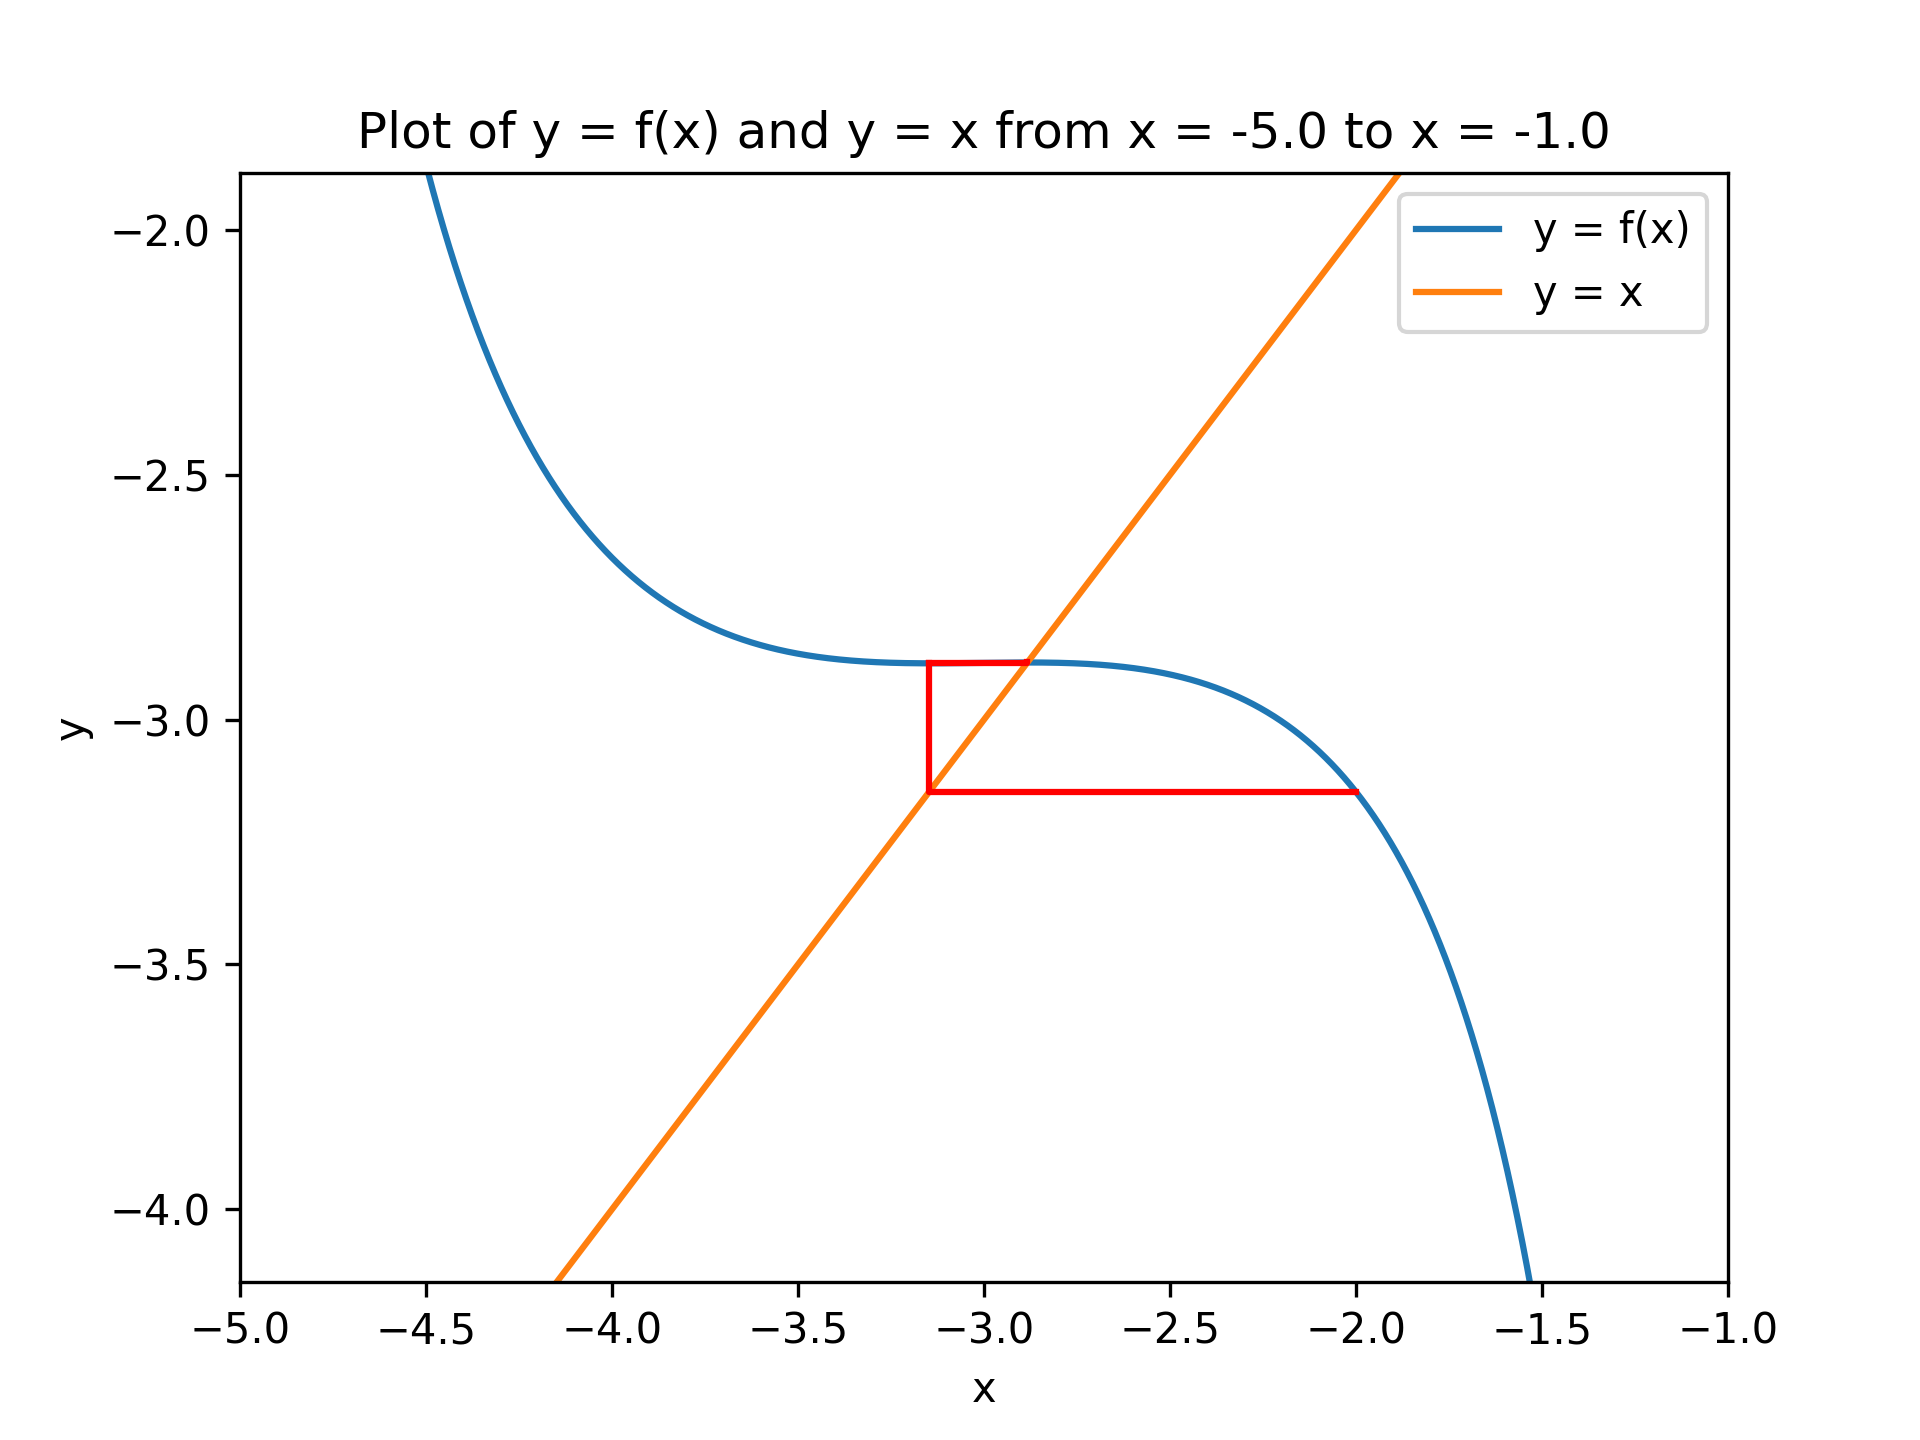 Plot of y = f(x) and y = x from x = -5.0 to x = -1.0
y = f(x)
y = x
−2.0
−2.5
−3.0
−3.5
−4.0
y
−5.0 −4.5 −4.0 −3.5 −3.0 −2.5 −2.0 −1.5 −1.0
x